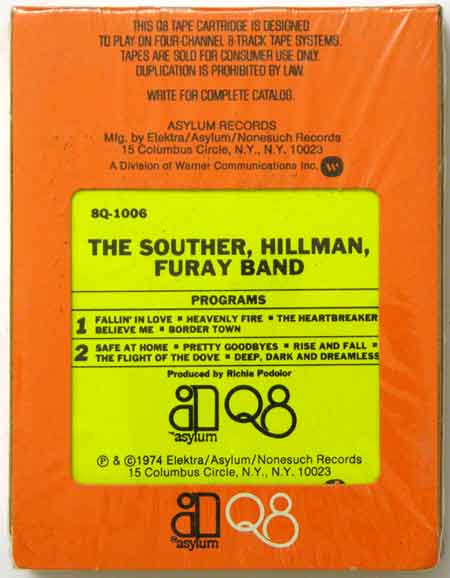 THIS Q8 TAPE CARTRIDGE IS DESIGNED
TO PLAY ON FOUR-CHANNEL 8-TRACK TAPE SYSTEMS.
TAPES ARE SOLD FOR CONSUMER USE ONLY.
DUPLICATION IS PROHIBITED BY LAW.
WRITE FOR COMPLETE CATALOG.
ASYLUM RECORDS
Mfg. by Elektra/Asylum/Nonesuch Records
15 Columbus Circle, N.Y., N.Y. 10023
A Division of Warner Communications Inc.
8Q-1006
THE SOUTHER, HILLMAN,
FURAY BAND
PROGRAMS
1 FALLIN' IN LOVE ▪ HEAVENLY FIRE ▪ THE HEARTBREAKER
BELIEVE ME ▪ BORDER TOWN
2 SAFE AT HOME ▪ PRETTY GOODBYES ▪ RISE AND FALL ▪
THE FLIGHT OF THE DOVE ▪ DEEP, DARK AND DREAMLESS
Produced by Richie Podolor
asylum Q8
Ⓟ & ©1974 Elektra/Asylum/Nonesuch Records
15 Columbus Circle, N.Y., N.Y. 10023
asylum Q8